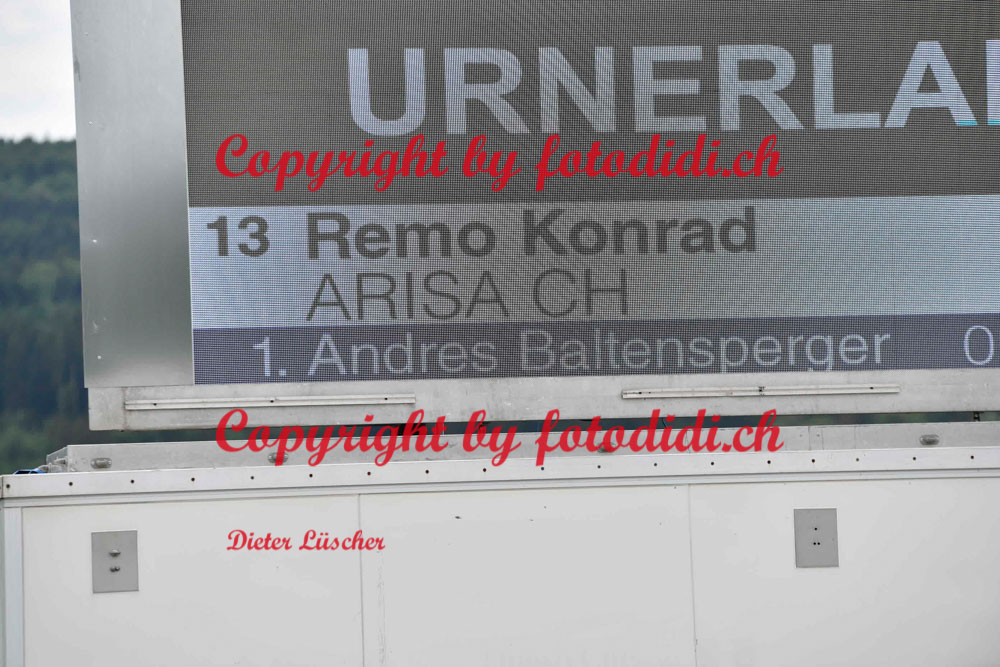 URNERLA
Copyright by fotodidi.ch
13 Remo Konrad
ARISA CH
1. Andres Baltensperger 0
Copyright by fotodidi.ch
Dieter Lüscher